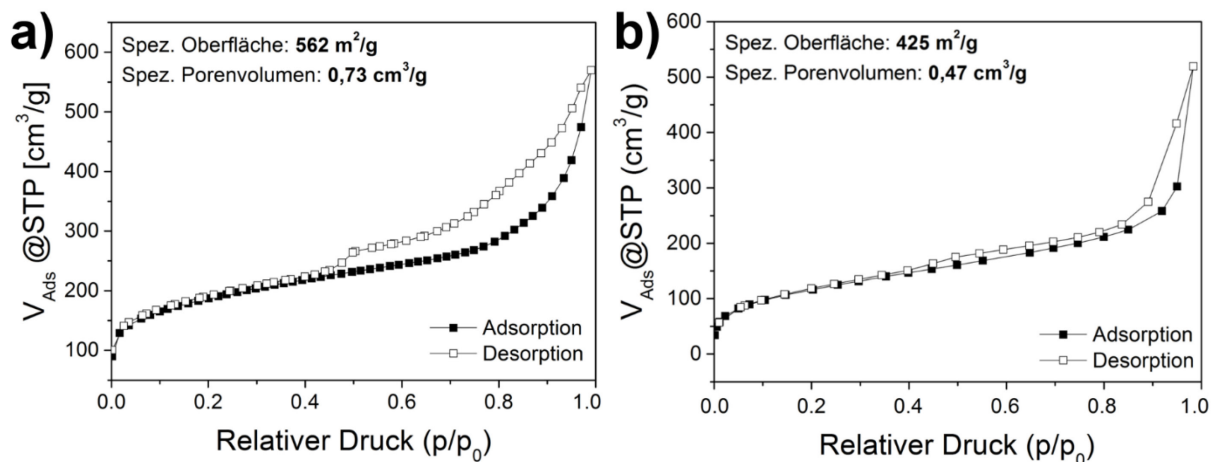 a)
Spez. Oberfläche: 562 m²/g
Spez. Porenvolumen: 0,73 cm³/g
V_Ads @STP [cm³/g]
600
500
400
300
200
100
Adsorption
Desorption
0.0 0.2 0.4 0.6 0.8 1.0
Relativer Druck (p/p₀)
b)
Spez. Oberfläche: 425 m²/g
Spez. Porenvolumen: 0,47 cm³/g
V_Ads@STP (cm³/g)
600
500
400
300
200
100
0
Adsorption
Desorption
0.0 0.2 0.4 0.6 0.8 1.0
Relativer Druck (p/p₀)